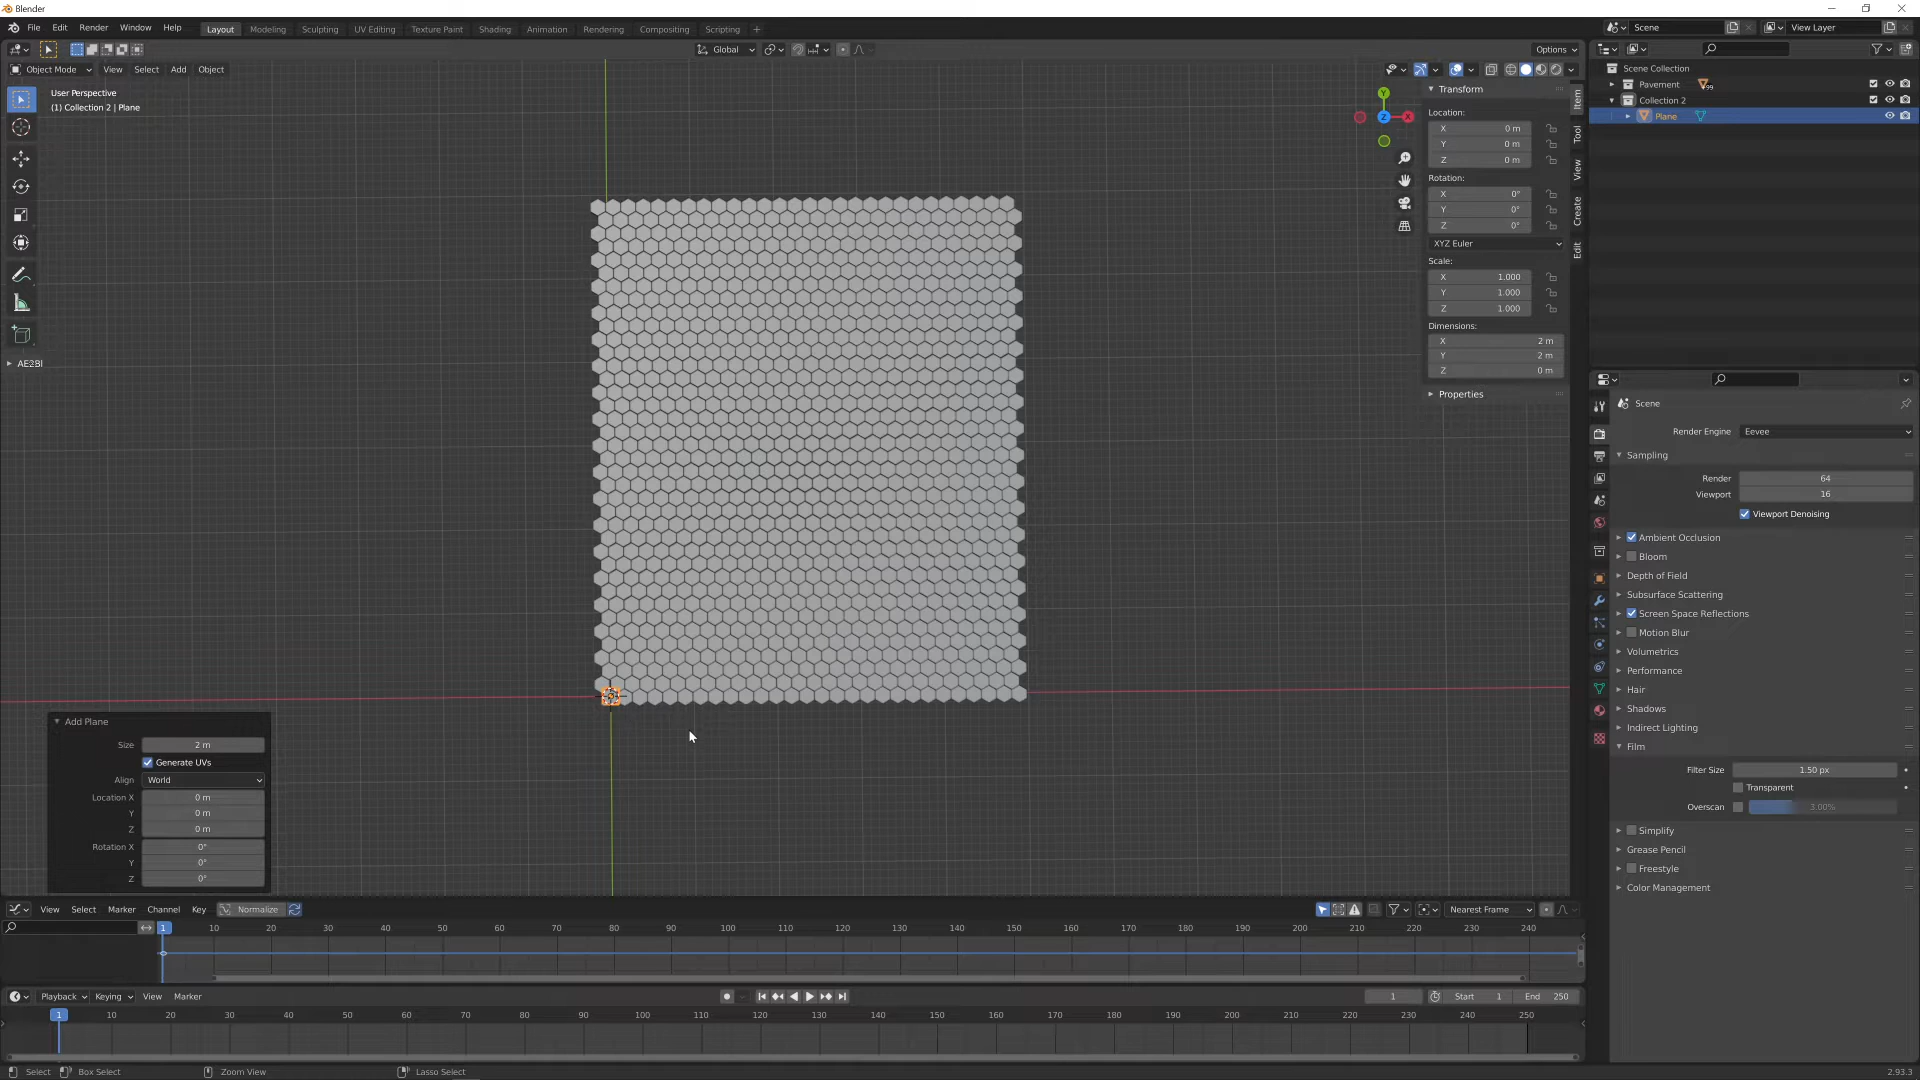 Blender
File Edit Render Window Help
Layout Modeling Sculpting UV Editing Texture Paint Shading Animation Rendering Compositing Scripting +
Scene
View Layer
Global
Options
Object Mode View Select Add Object
User Perspective
(1) Collection 2 | Plane
AE2Bl
Y
Z
X
Transform
Location:
X 0 m
Y 0 m
Z 0 m
Rotation:
X 0°
Y 0°
Z 0°
XYZ Euler
Scale:
X 1.000
Y 1.000
Z 1.000
Dimensions:
X 2 m
Y 2 m
Z 0 m
Properties
Item
Tool
View
Create
Edit
Scene Collection
Pavement 99
Collection 2
Plane
Scene
Render Engine Eevee
Sampling
Render 64
Viewport 16
Viewport Denoising
Ambient Occlusion
Bloom
Depth of Field
Subsurface Scattering
Screen Space Reflections
Motion Blur
Volumetrics
Performance
Hair
Shadows
Indirect Lighting
Film
Filter Size 1.50 px
Transparent
Overscan 3.00%
Simplify
Grease Pencil
Freestyle
Color Management
Add Plane
Size 2 m
Generate UVs
Align World
Location X 0 m
Y 0 m
Z 0 m
Rotation X 0°
Y 0°
Z 0°
View Select Marker Channel Key Normalize
Nearest Frame
1 10 20 30 40 50 60 70 80 90 100 110 120 130 140 150 160 170 180 190 200 210 220 230 240
Playback Keying View Marker
1 Start 1 End 250
1 10 20 30 40 50 60 70 80 90 100 110 120 130 140 150 160 170 180 190 200 210 220 230 240 250
Select Box Select Zoom View Lasso Select
2.93.3